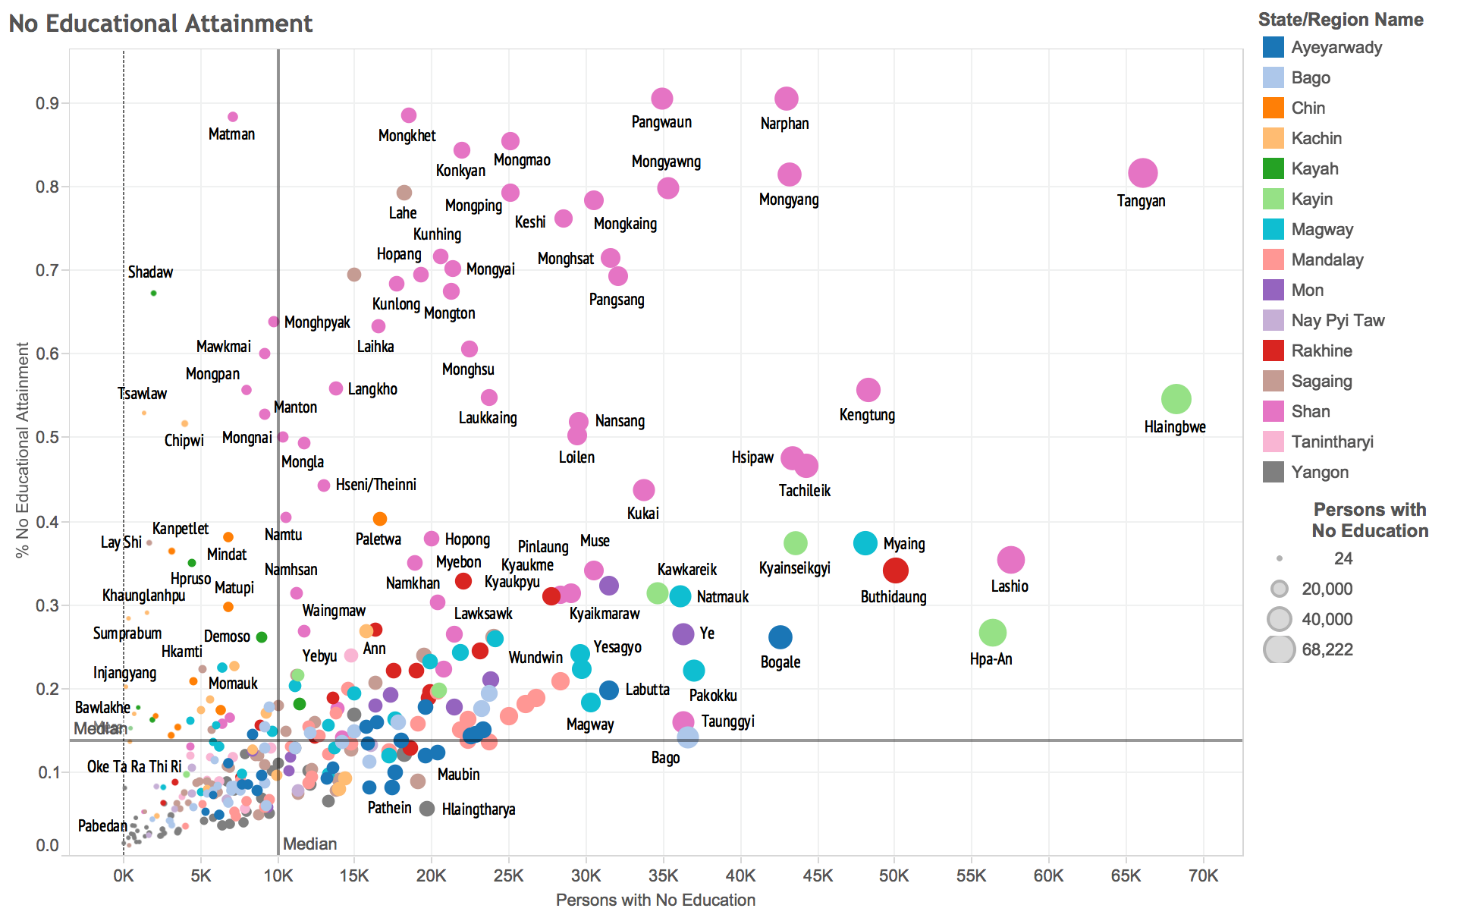 No Educational Attainment
State/Region Name
Ayeyarwady
Bago
Chin
Kachin
Kayah
Kayin
Magway
Mandalay
Mon
Nay Pyi Taw
Rakhine
Sagaing
Shan
Tanintharyi
Yangon
Persons with
No Education
24
20,000
40,000
68,222
% No Educational Attainment
0.9
0.8
0.7
0.6
0.5
0.4
0.3
0.2
0.1
0.0
Matman
Mongkhet
Pangwaun
Narphan
Konkyan
Mongmao
Mongyawng
Mongyang
Tangyan
Lahe
Mongping
Keshi
Mongkaing
Kunhing
Hopang
Mongyai
Monghsat
Pangsang
Shadaw
Kunlong
Mongton
Monghpyak
Laihka
Mawkmai
Monghsu
Mongpan
Langkho
Tsawlaw
Manton
Laukkaing
Kengtung
Hlaingbwe
Chipwi
Mongnai
Nansang
Mongla
Loilen
Hsipaw
Tachileik
Hseni/Theinni
Kukai
Namtu
Paletwa
Kanpetlet
Lay Shi
Mindat
Hopong
Pinlaung
Muse
Kyainseikgyi
Myaing
Lashio
Hpruso
Namhsan
Myebon
Kyaukme
Namkhan
Kyaukpyu
Kawkareik
Natmauk
Buthidaung
Matupi
Khaunglanhpu
Waingmaw
Lawksawk
Kyaikmaraw
Sumprabum
Demoso
Ann
Ye
Bogale
Hpa-An
Hkamti
Yebyu
Wundwin
Yesagyo
Injangyang
Momauk
Labutta
Pakokku
Bawlakhe
Magway
Taunggyi
Median
Bago
Oke Ta Ra Thi Ri
Maubin
Pathein
Hlaingtharya
Pabedan
Median
0K
5K
10K
15K
20K
25K
30K
35K
40K
45K
50K
55K
60K
65K
70K
Persons with No Education